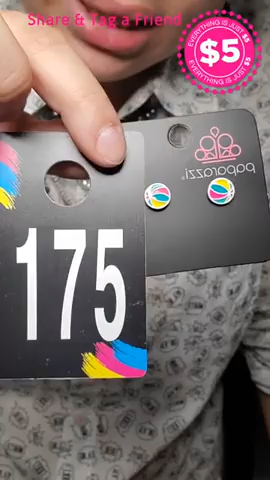 Share & Tag a Friend
EVERYTHING IS JUST $5
$5
EVERYTHING IS JUST $5
paparazzi
175